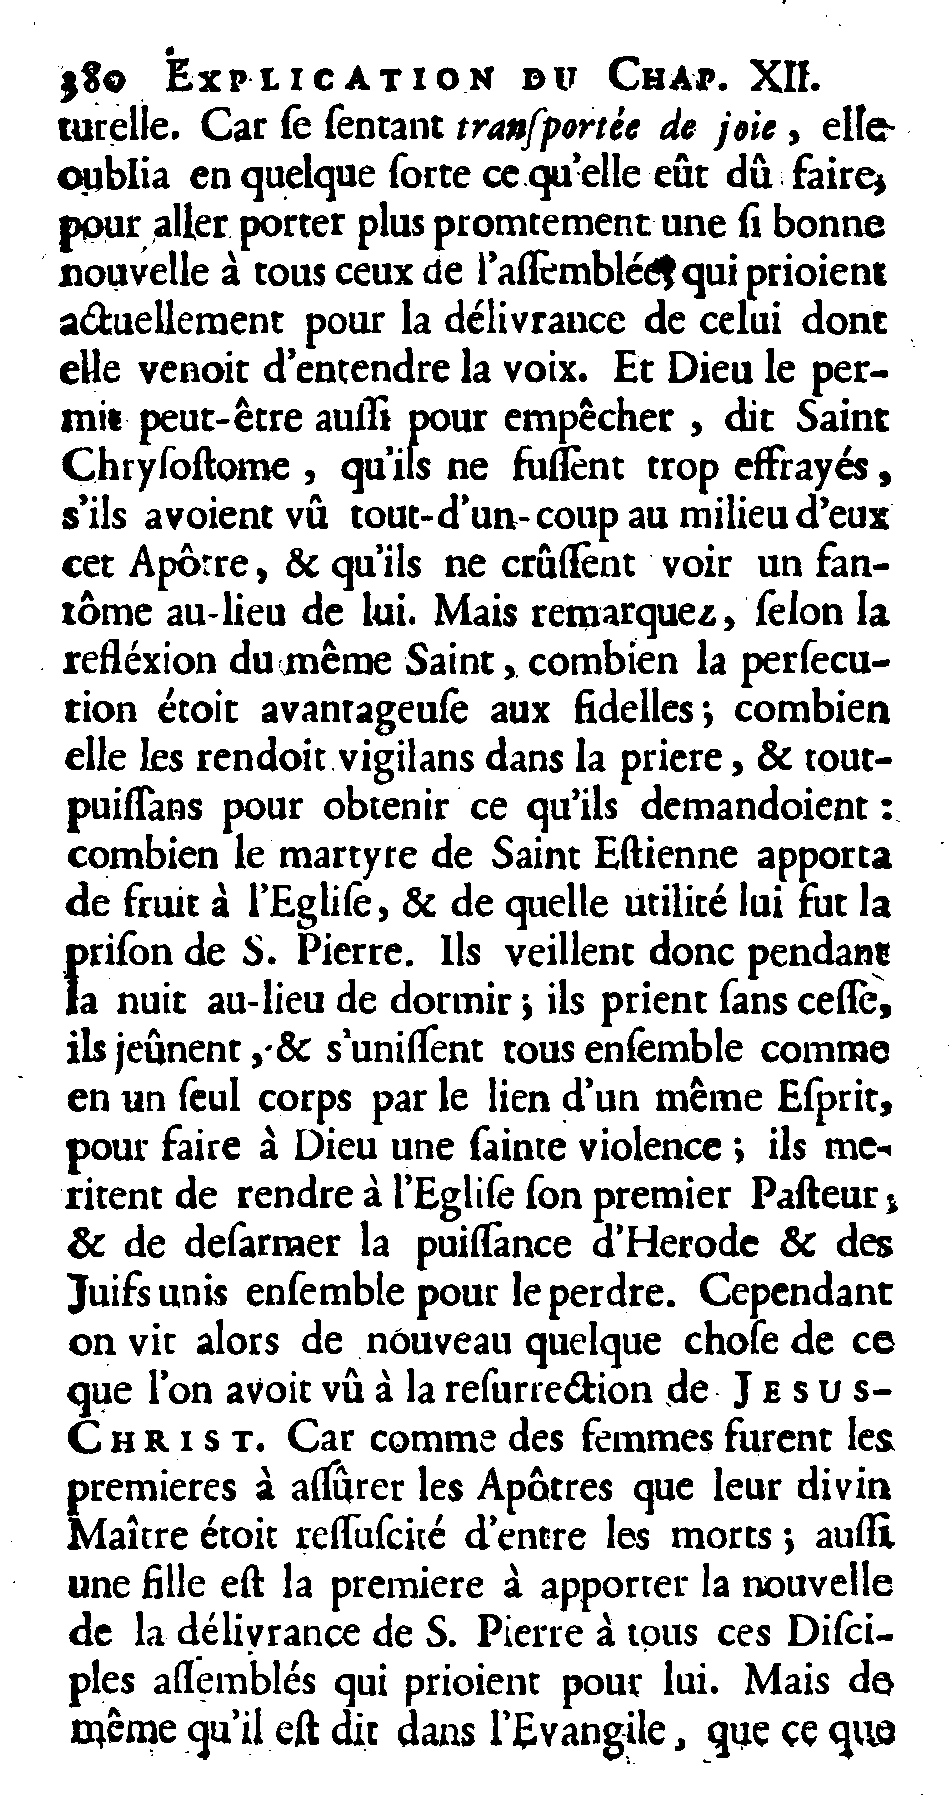 380 EXPLICATION DU CHAP. XII.
turelle. Car ſe ſentant tranſportée de joie, elle
oublia en quelque ſorte ce qu'elle eût dû faire,
pour aller porter plus promtement une ſi bonne
nouvelle à tous ceux de l'aſſemblée qui prioient
actuellement pour la délivrance de celui dont
elle venoit d'entendre la voix. Et Dieu le per-
mit peut-être auſſi pour empêcher, dit Saint
Chryſoſtome, qu'ils ne fuſſent trop effrayés,
s'ils avoient vû tout-d'un-coup au milieu d'eux
cet Apôtre, & qu'ils ne crûſſent voir un fan-
tôme au-lieu de lui. Mais remarquez, ſelon la
refléxion du même Saint, combien la perſecu-
tion étoit avantageuſe aux fidelles; combien
elle les rendoit vigilans dans la priere, & tout-
puiſſans pour obtenir ce qu'ils demandoient :
combien le martyre de Saint Eſtienne apporta
de fruit à l'Egliſe, & de quelle utilité lui fut la
priſon de S. Pierre. Ils veillent donc pendant
la nuit au-lieu de dormir; ils prient ſans ceſſe,
ils jeûnent, & s'uniſſent tous enſemble comme
en un ſeul corps par le lien d'un même Eſprit,
pour faire à Dieu une ſainte violence; ils me-
ritent de rendre à l'Egliſe ſon premier Paſteur;
& de deſarmer la puiſſance d'Herode & des
Juifs unis enſemble pour le perdre. Cependant
on vit alors de nouveau quelque choſe de ce
que l'on avoit vû à la reſurrection de JESUS-
CHRIST. Car comme des femmes furent les
premieres à aſſûrer les Apôtres que leur divin
Maître étoit reſſuſcité d'entre les morts; auſſi
une fille eſt la premiere à apporter la nouvelle
de la délivrance de S. Pierre à tous ces Diſci-
ples aſſemblés qui prioient pour lui. Mais de
même qu'il eſt dit dans l'Evangile, que ce que